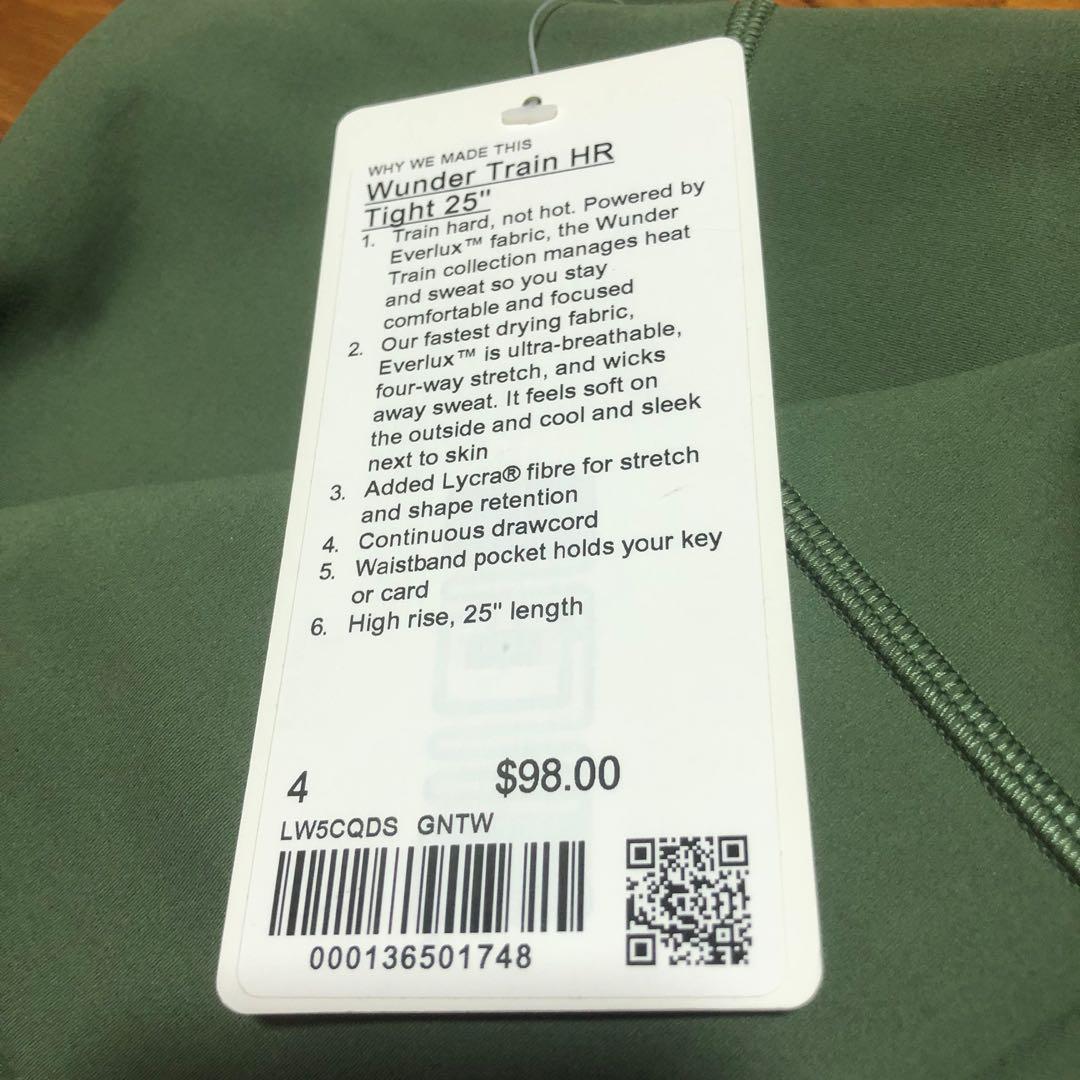 WHY WE MADE THIS
Wunder Train HR
Tight 25"
1. Train hard, not hot. Powered by
Everlux™ fabric, the Wunder
Train collection manages heat
and sweat so you stay
comfortable and focused
2. Our fastest drying fabric,
Everlux™ is ultra-breathable,
four-way stretch, and wicks
away sweat. It feels soft on
the outside and cool and sleek
next to skin
3. Added Lycra® fibre for stretch
and shape retention
4. Continuous drawcord
5. Waistband pocket holds your key
or card
6. High rise, 25" length
4 $98.00
LW5CQDS GNTW
000136501748